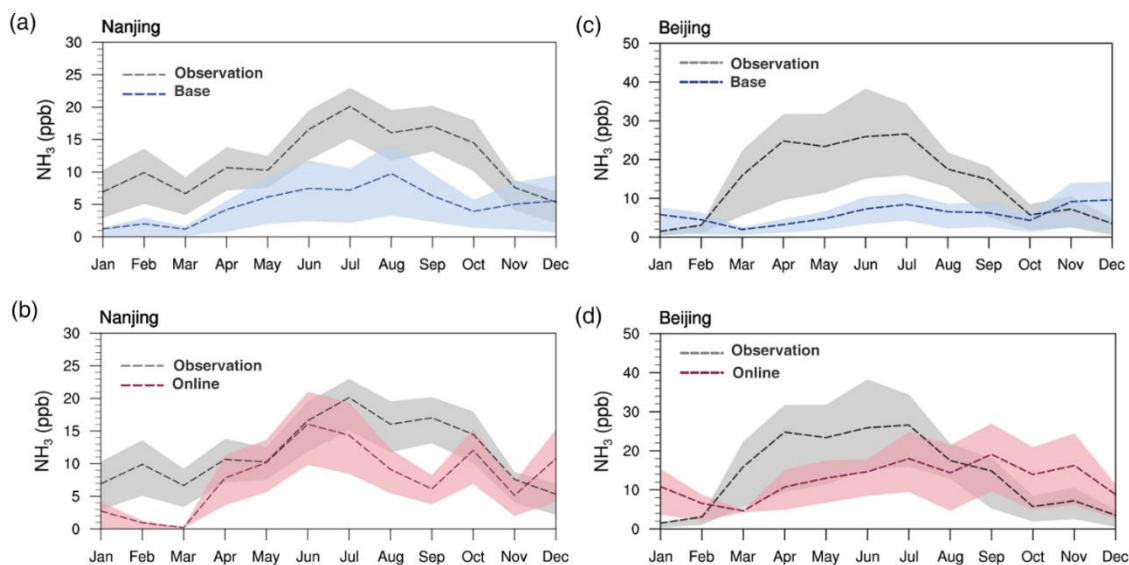 (a)
Nanjing
NH3 (ppb)
30
25
20
15
10
5
0
Observation
Base
Jan Feb Mar Apr May Jun Jul Aug Sep Oct Nov Dec
(c)
Beijing
NH3 (ppb)
50
40
30
20
10
0
Observation
Base
Jan Feb Mar Apr May Jun Jul Aug Sep Oct Nov Dec
(b)
Nanjing
NH3 (ppb)
30
25
20
15
10
5
0
Observation
Online
Jan Feb Mar Apr May Jun Jul Aug Sep Oct Nov Dec
(d)
Beijing
NH3 (ppb)
50
40
30
20
10
0
Observation
Online
Jan Feb Mar Apr May Jun Jul Aug Sep Oct Nov Dec